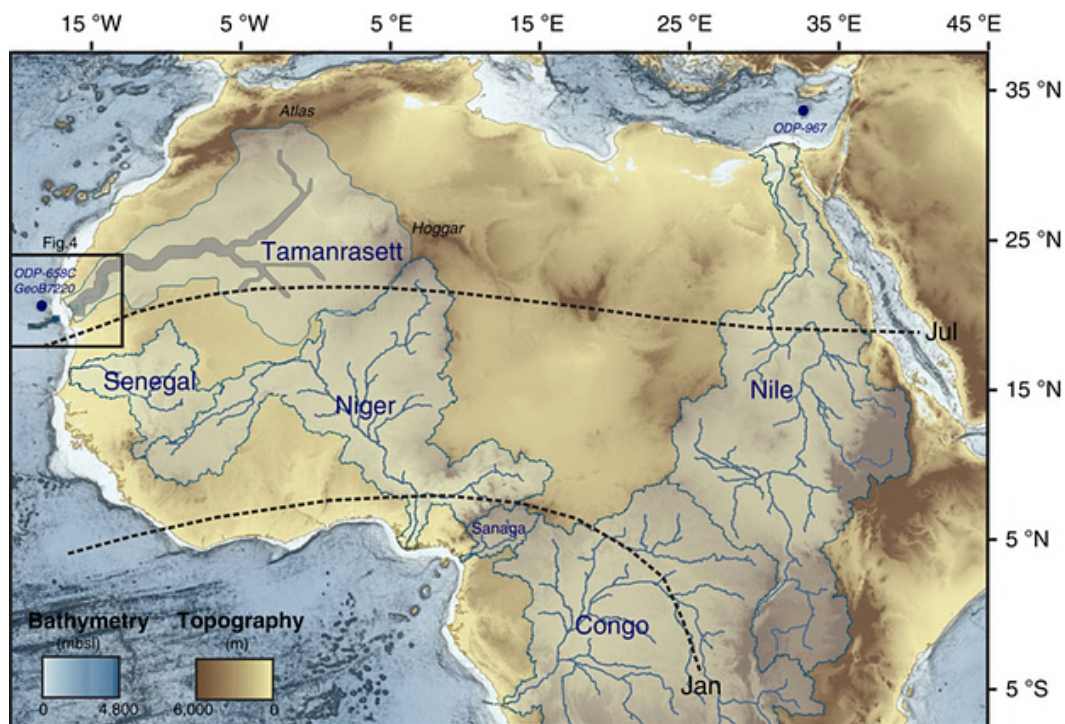 15 °W
5 °W
5 °E
15 °E
25 °E
35 °E
45 °E
35 °N
Atlas
ODP-967
Hoggar
Fig.4
Tamanrasett
25 °N
ODP-658C
GeoB7220
Jul
Senegal
Niger
Nile
15 °N
Sanaga
5 °N
Congo
Bathymetry
(mbsl)
0
4,800
Topography
(m)
6,000
0
Jan
5 °S